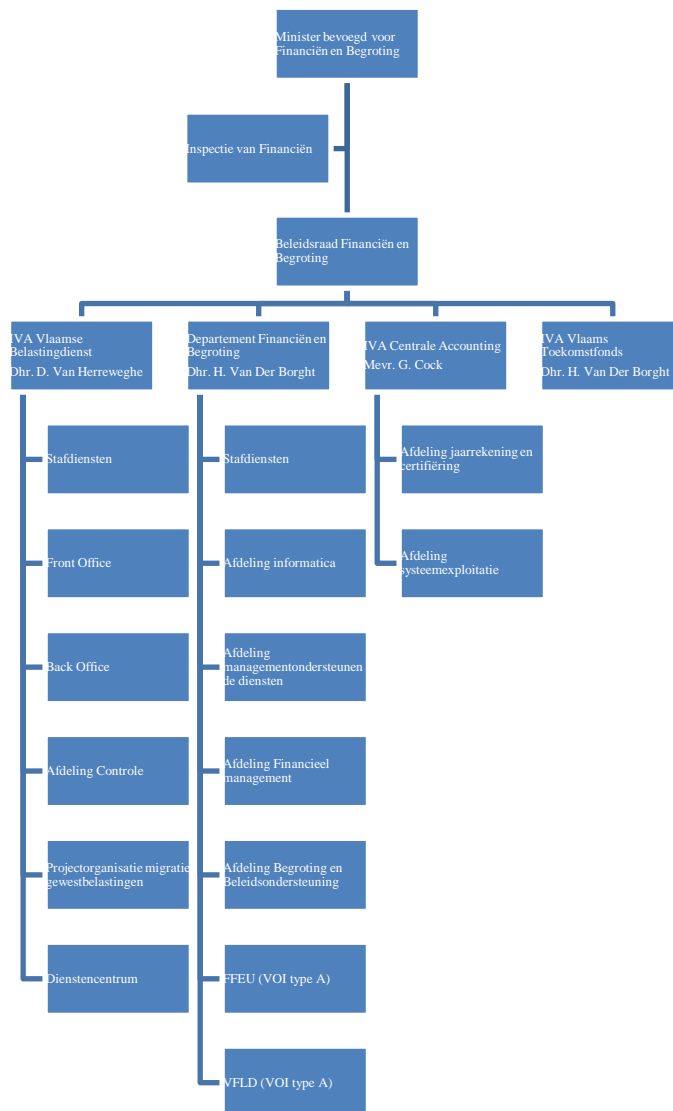 Minister bevoegd voor
Financiën en Begroting
Inspectie van Financiën
Beleidsraad Financiën en
Begroting
IVA Vlaamse
Belastingdienst
Dhr. D. Van Herreweghe
Departement Financiën en
Begroting
Dhr. H. Van Der Borght
IVA Centrale Accounting
Mevr. G. Cock
IVA Vlaams
Toekomstfonds
Dhr. H. Van Der Borght
Stafdiensten
Front Office
Back Office
Afdeling Controle
Projectorganisatie migratie
gewestbelastingen
Dienstencentrum
Stafdiensten
Afdeling informatica
Afdeling
managementondersteunen
de diensten
Afdeling Financieel
management
Afdeling Begroting en
Beleidsondersteuning
FFEU (VOI type A)
VFLD (VOI type A)
Afdeling jaarrekening en
certifiëring
Afdeling
systeemexploitatie